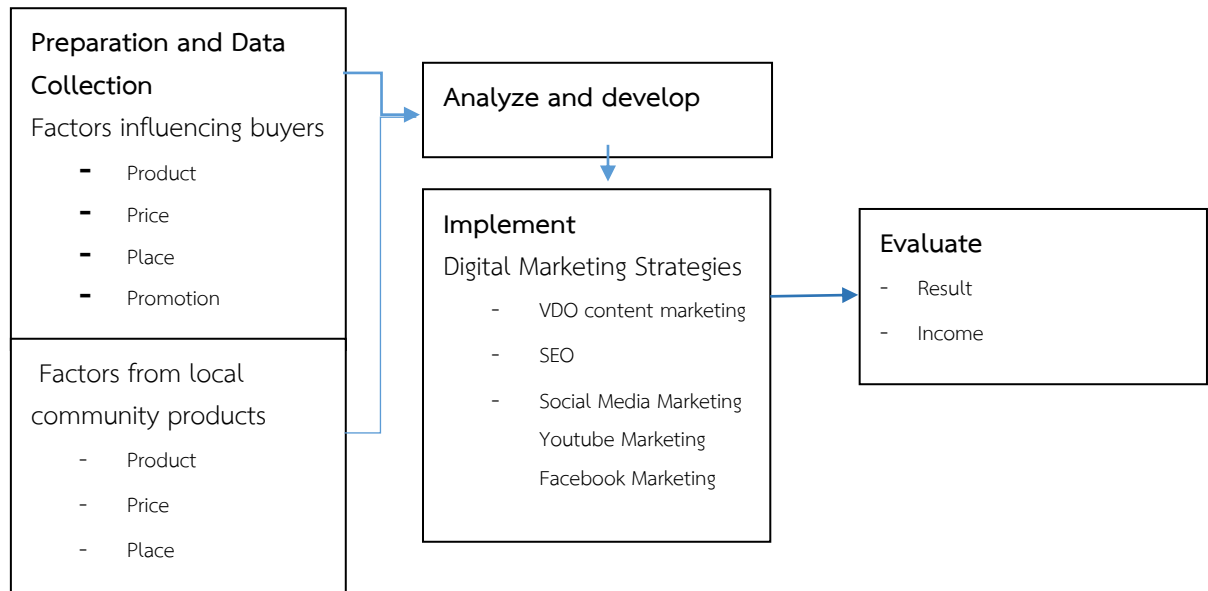 Preparation and Data
Collection
Factors influencing buyers
- Product
- Price
- Place
- Promotion
Factors from local
community products
- Product
- Price
- Place
Analyze and develop
Implement
Digital Marketing Strategies
- VDO content marketing
- SEO
- Social Media Marketing
Youtube Marketing
Facebook Marketing
Evaluate
- Result
- Income